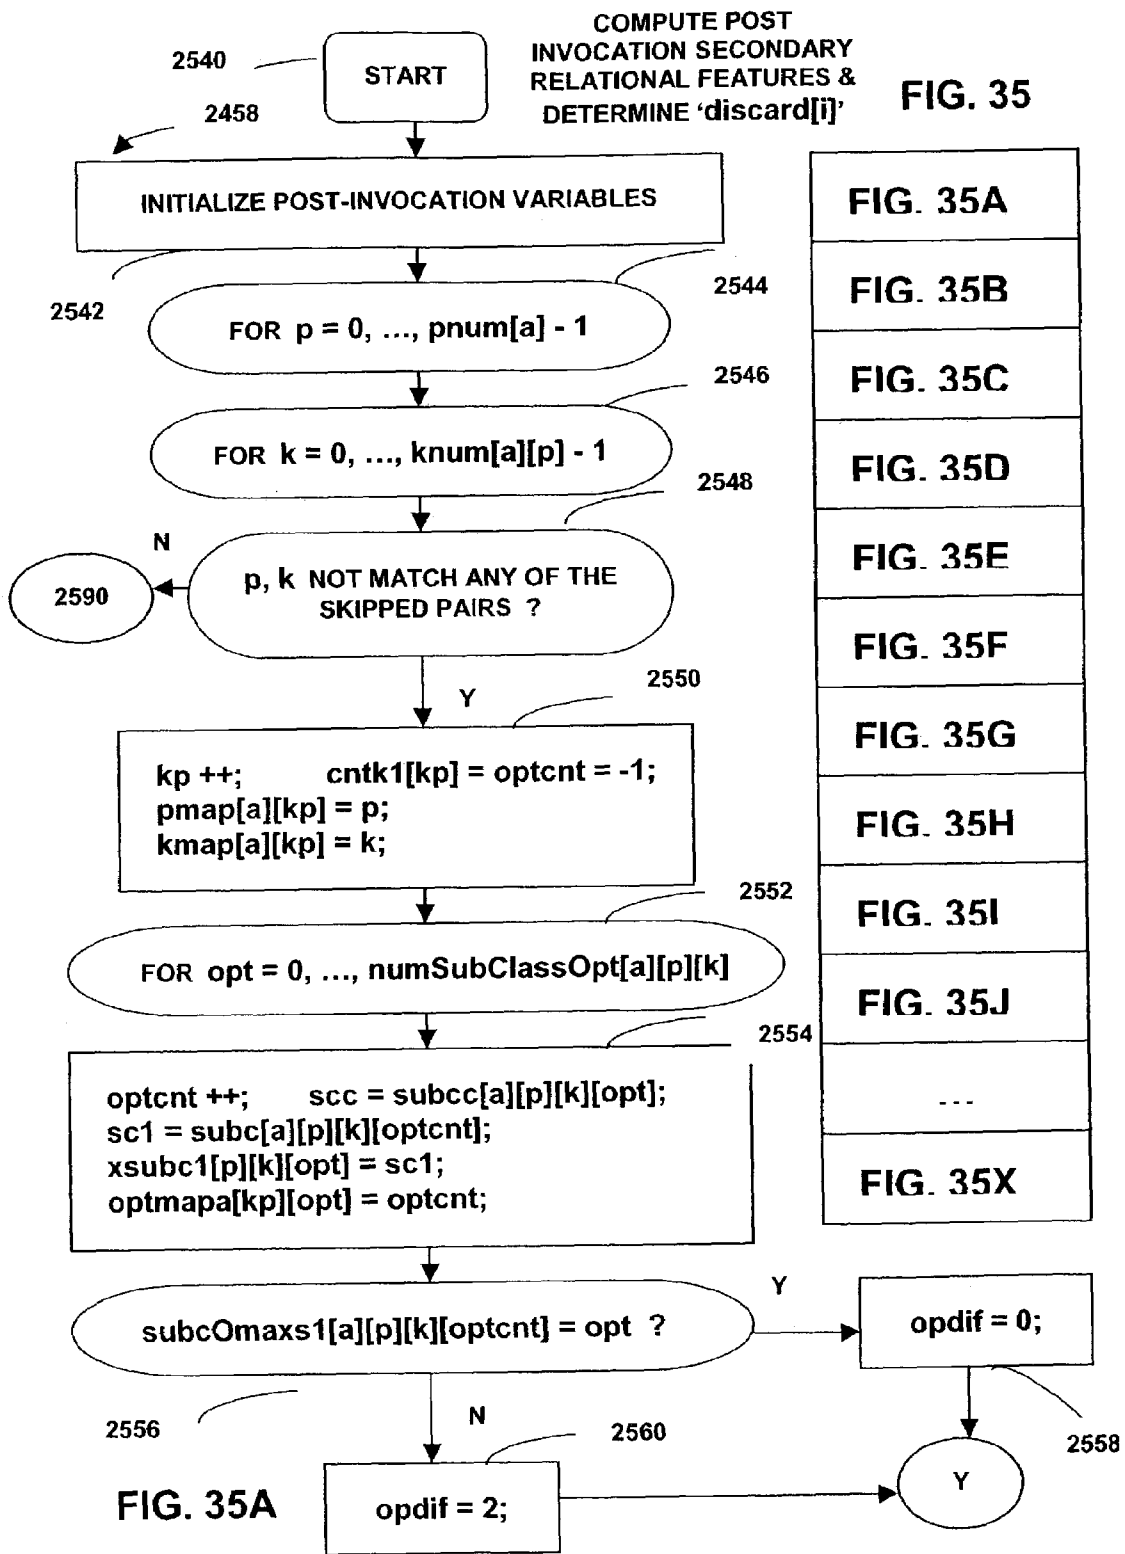 COMPUTE POST
INVOCATION SECONDARY
RELATIONAL FEATURES &
DETERMINE 'discard[i]'
FIG. 35
2540
START
2458
INITIALIZE POST-INVOCATION VARIABLES
2542
2544
FOR p = 0, ..., pnum[a] - 1
2546
FOR k = 0, ..., knum[a][p] - 1
2548
N
2590
p, k NOT MATCH ANY OF THE
SKIPPED PAIRS ?
Y
2550
kp ++; cntk1[kp] = optcnt = -1;
pmap[a][kp] = p;
kmap[a][kp] = k;
2552
FOR opt = 0, ..., numSubClassOpt[a][p][k]
2554
optcnt ++; scc = subcc[a][p][k][opt];
sc1 = subc[a][p][k][optcnt];
xsubc1[p][k][opt] = sc1;
optmapa[kp][opt] = optcnt;
subcOmaxs1[a][p][k][optcnt] = opt ?
Y
opdif = 0;
2556
N
2560
2558
opdif = 2;
Y
FIG. 35A
FIG. 35A
FIG. 35B
FIG. 35C
FIG. 35D
FIG. 35E
FIG. 35F
FIG. 35G
FIG. 35H
FIG. 35I
FIG. 35J
---
FIG. 35X